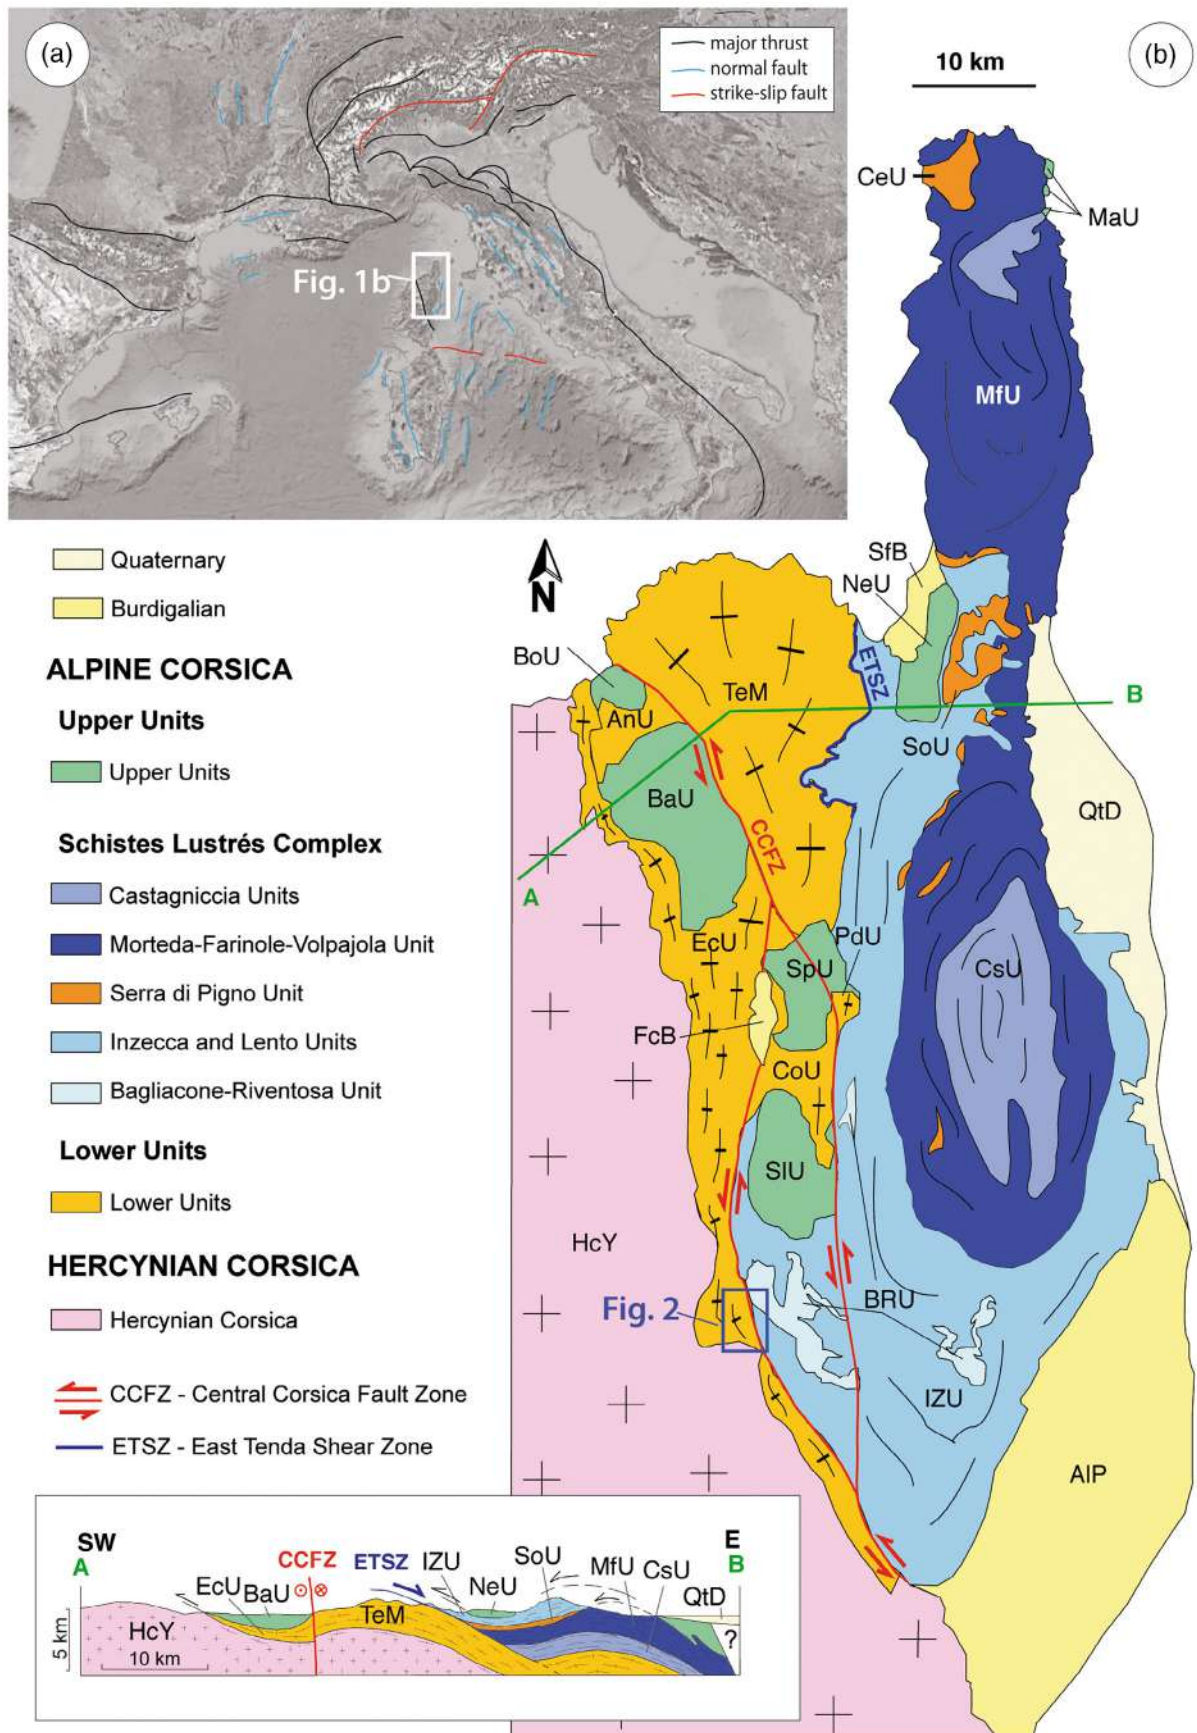 (a)
major thrust
normal fault
strike-slip fault
Fig. 1b
(b)
10 km
CeU
MaU
MfU
Quaternary
Burdigalian
ALPINE CORSICA
Upper Units
Upper Units
Schistes Lustrés Complex
Castagniccia Units
Morteda-Farinole-Volpajola Unit
Serra di Pigno Unit
Inzecca and Lento Units
Bagliacone-Riventosa Unit
Lower Units
Lower Units
HERCYNIAN CORSICA
Hercynian Corsica
CCFZ - Central Corsica Fault Zone
ETSZ - East Tenda Shear Zone
N
SfB
NeU
BoU
ETSZ
TeM
AnU
B
SoU
BaU
QtD
CCFZ
A
EcU
PdU
SpU
CsU
FcB
CoU
SlU
HcY
BRU
Fig. 2
IZU
AlP
SW
A
E
B
CCFZ
ETSZ
IZU
SoU
MfU
CsU
EcU
BaU
NeU
QtD
TeM
HcY
?
5 km
10 km